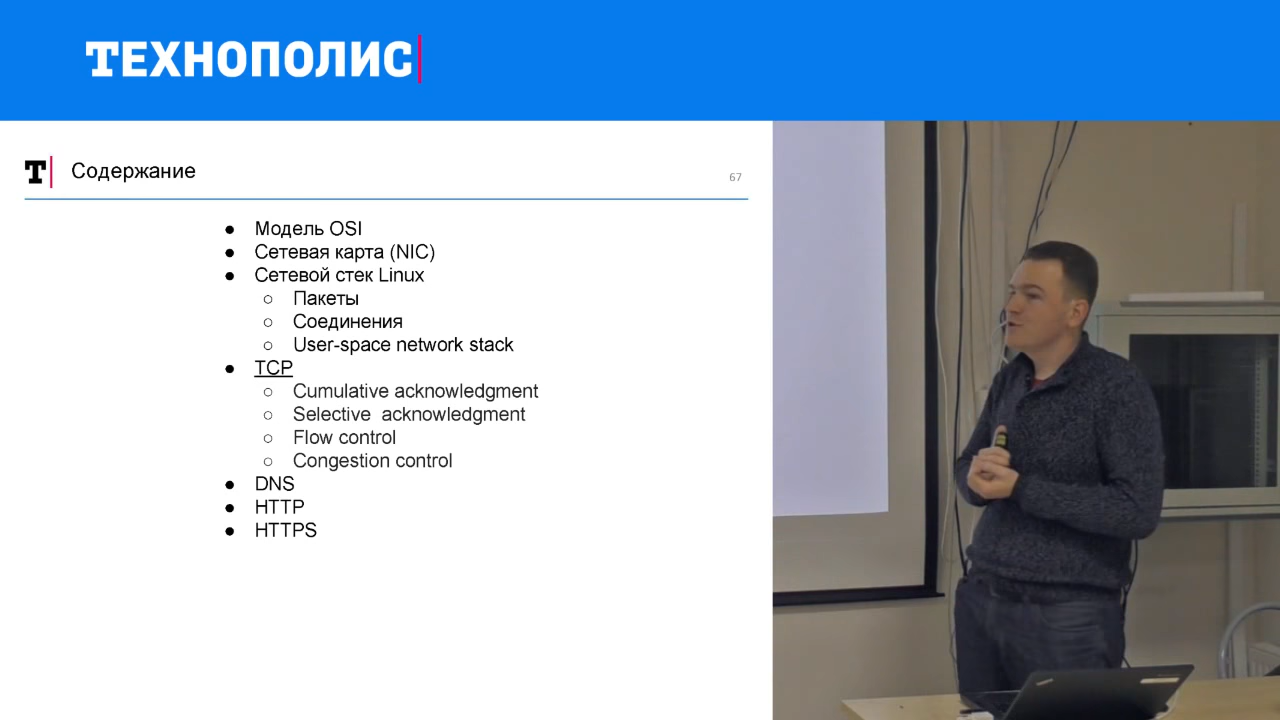 ТЕХНОПОЛИС
Т Содержание
67
● Модель OSI
● Сетевая карта (NIC)
● Сетевой стек Linux
○ Пакеты
○ Соединения
○ User-space network stack
● TCP
○ Cumulative acknowledgment
○ Selective acknowledgment
○ Flow control
○ Congestion control
● DNS
● HTTP
● HTTPS